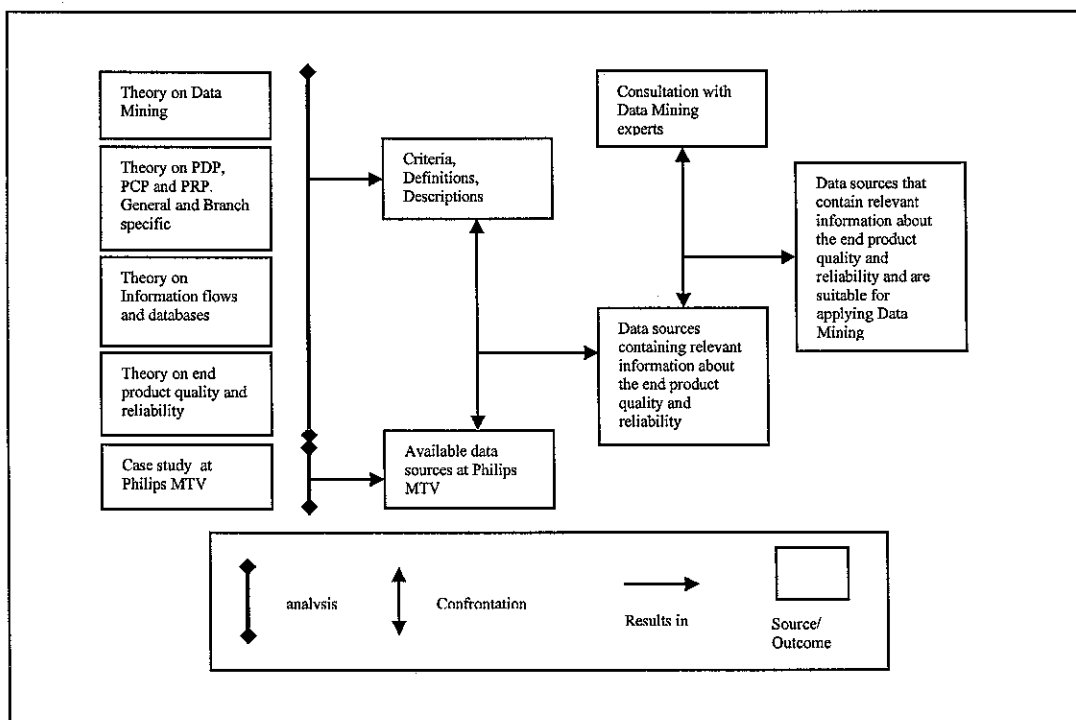 Theory on Data
Mining
Theory on PDP,
PCP and PRP.
General and Branch
specific
Theory on
Information flows
and databases
Theory on end
product quality and
reliability
Case study at
Philips MTV
Criteria,
Definitions,
Descriptions
Available data
sources at Philips
MTV
Consultation with
Data Mining
experts
Data sources
containing relevant
information about
the end product
quality and
reliability
Data sources that
contain relevant
information about
the end product
quality and
reliability and are
suitable for
applying Data
Mining
analysis
Confrontation
Results in
Source/
Outcome